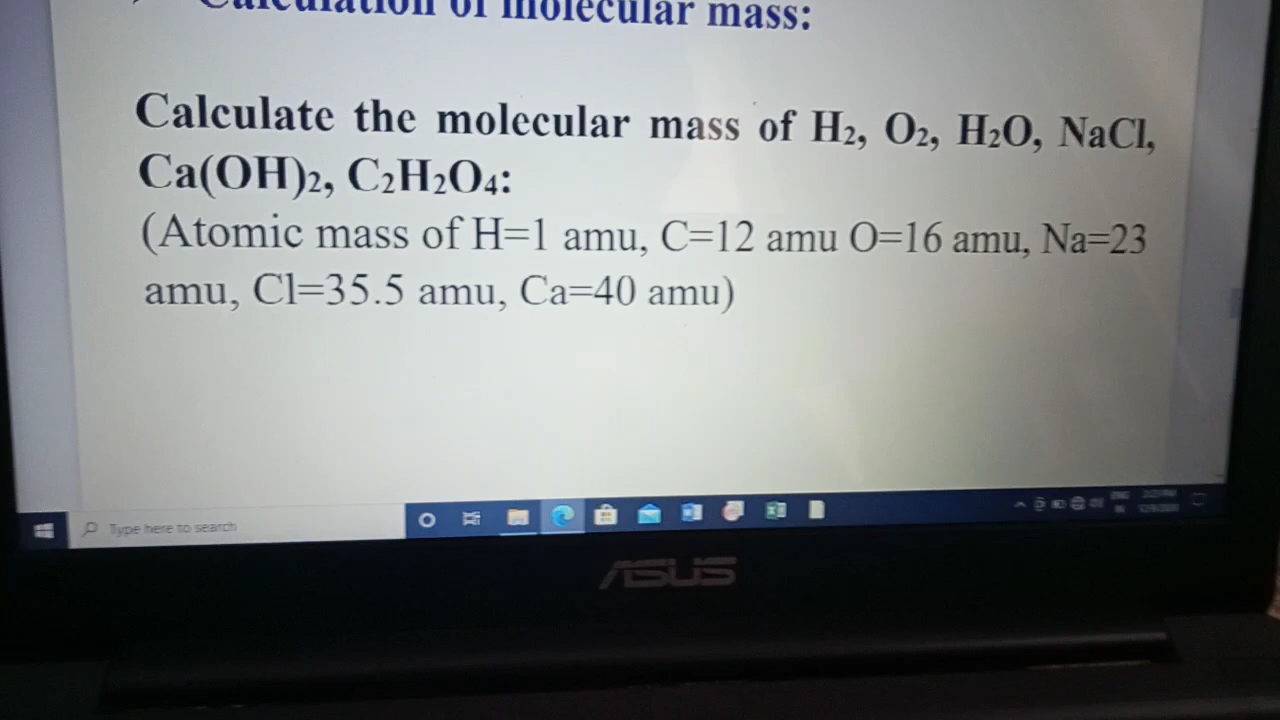 Calculation of molecular mass:
Calculate the molecular mass of H2, O2, H2O, NaCl,
Ca(OH)2, C2H2O4:
(Atomic mass of H=1 amu, C=12 amu O=16 amu, Na=23
amu, Cl=35.5 amu, Ca=40 amu)
Type here to search
ASUS